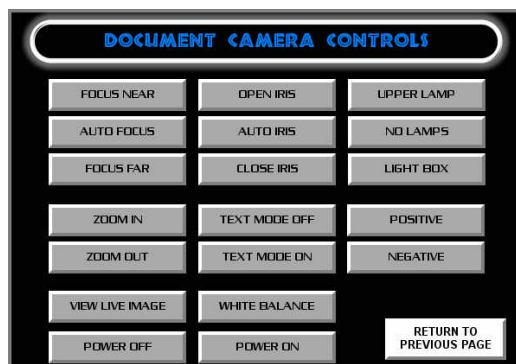 DOCUMENT CAMERA CONTROLS
FOCUS NEAR
OPEN IRIS
UPPER LAMP
AUTO FOCUS
AUTO IRIS
NO LAMPS
FOCUS FAR
CLOSE IRIS
LIGHT BOX
ZOOM IN
TEXT MODE OFF
POSITIVE
ZOOM OUT
TEXT MODE ON
NEGATIVE
VIEW LIVE IMAGE
WHITE BALANCE
POWER OFF
POWER ON
RETURN TO
PREVIOUS PAGE